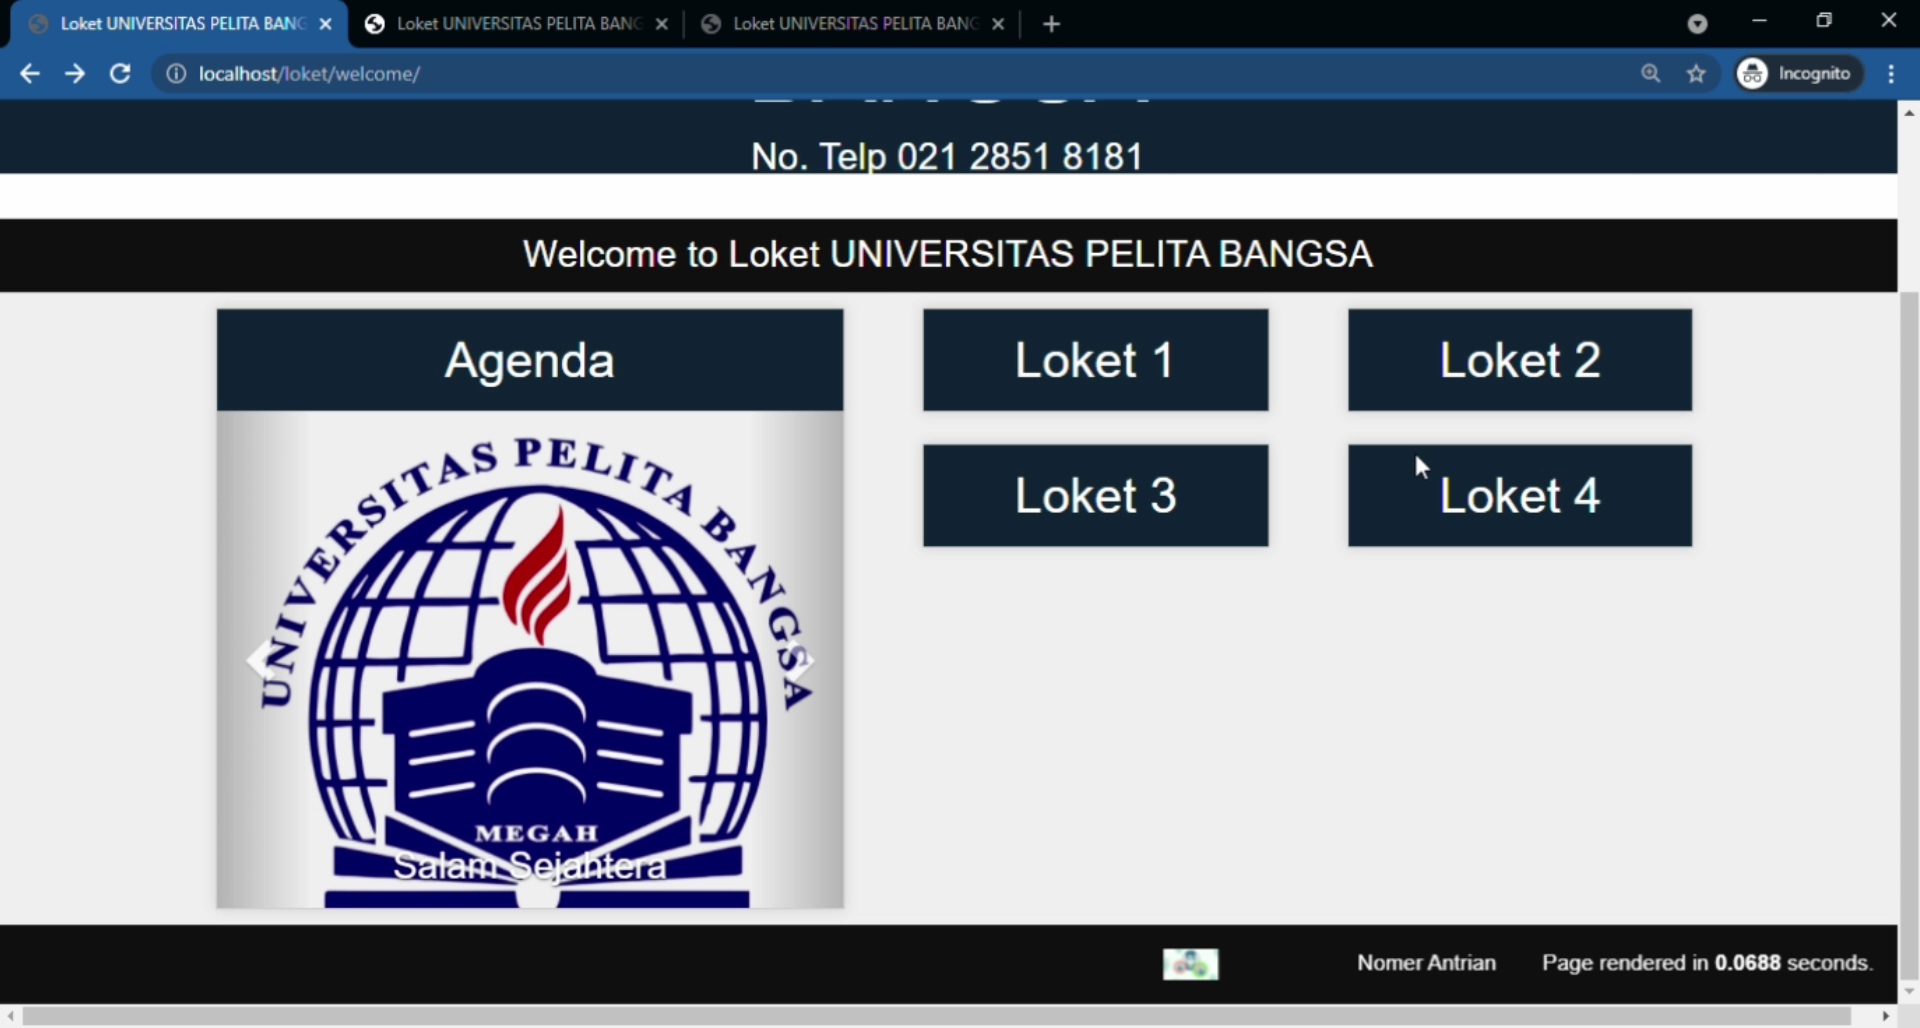 Loket UNIVERSITAS PELITA BANG
Loket UNIVERSITAS PELITA BANG
Loket UNIVERSITAS PELITA BANG
localhost/loket/welcome/
Incognito
No. Telp 021 2851 8181
Welcome to Loket UNIVERSITAS PELITA BANGSA
Agenda
Loket 1
Loket 2
Loket 3
Loket 4
UNIVERSITAS PELITA BANGSA
MEGAH
Salam Sejahtera
Nomer Antrian
Page rendered in 0.0688 seconds.